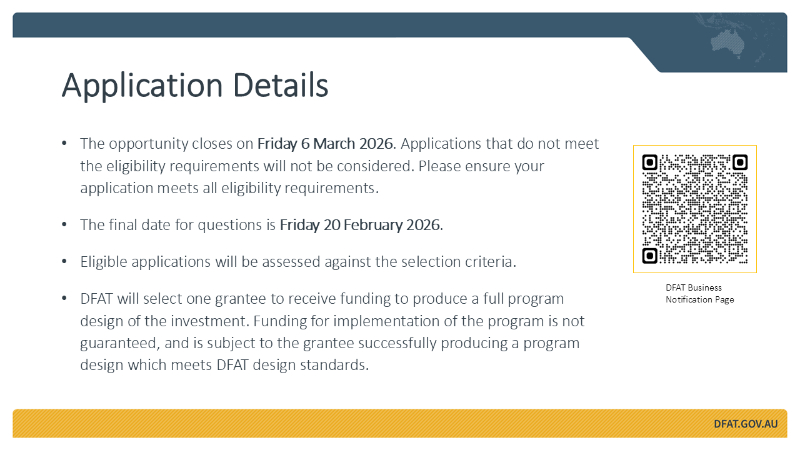 Application Details
• The opportunity closes on Friday 6 March 2026. Applications that do not meet
the eligibility requirements will not be considered. Please ensure your
application meets all eligibility requirements.
• The final date for questions is Friday 20 February 2026.
• Eligible applications will be assessed against the selection criteria.
• DFAT will select one grantee to receive funding to produce a full program
design of the investment. Funding for implementation of the program is not
guaranteed, and is subject to the grantee successfully producing a program
design which meets DFAT design standards.
DFAT Business
Notification Page
DFAT.GOV.AU